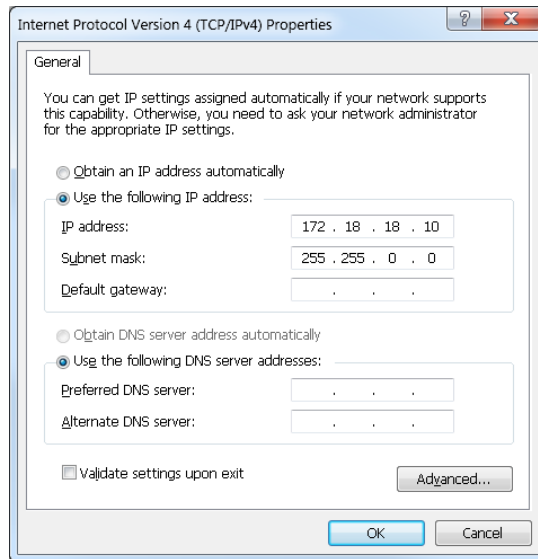 Internet Protocol Version 4 (TCP/IPv4) Properties
General
You can get IP settings assigned automatically if your network supports
this capability. Otherwise, you need to ask your network administrator
for the appropriate IP settings.
Obtain an IP address automatically
Use the following IP address:
IP address: 172 . 18 . 18 . 10
Subnet mask: 255 . 255 . 0 . 0
Default gateway: . . .
Obtain DNS server address automatically
Use the following DNS server addresses:
Preferred DNS server: . . .
Alternate DNS server: . . .
Validate settings upon exit
Advanced...
OK Cancel